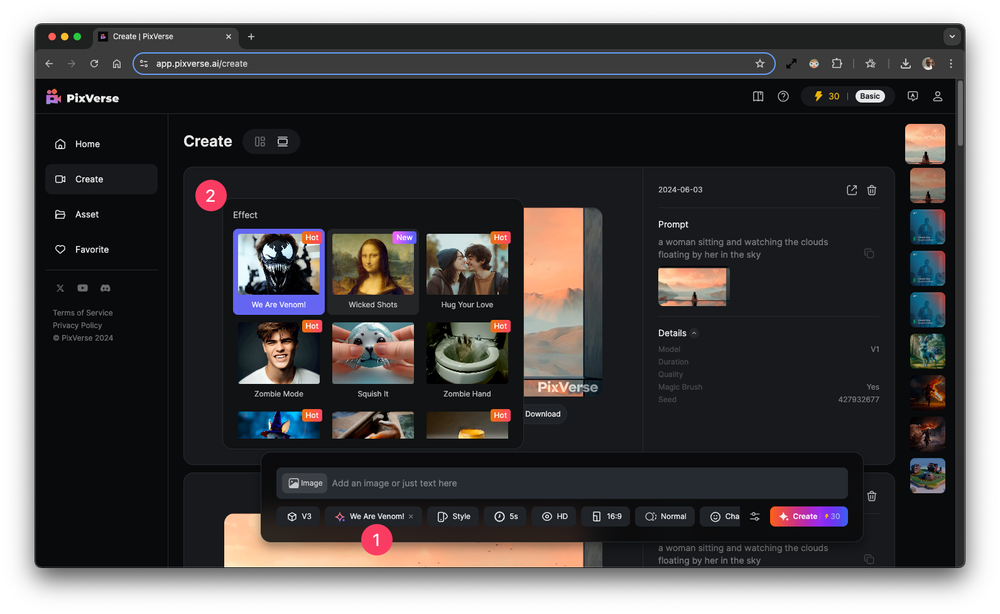 Create | PixVerse
app.pixverse.ai/create
PixVerse
30
Basic
Home
Create
Asset
Favorite
Terms of Service
Privacy Policy
© PixVerse 2024
Create
2
Effect
Hot
We Are Venom!
New
Wicked Shots
Hot
Hug Your Love
Hot
Zombie Mode
Squish It
Hot
Zombie Hand
Hot
Hot
PixVerse
Download
2024-06-03
Prompt
a woman sitting and watching the clouds
floating by her in the sky
Details
Model V1
Duration
Quality
Magic Brush Yes
Seed 427932677
Image Add an image or just text here
V3 We Are Venom! Style 5s HD 16:9 Normal Cha Create 30
1
a woman sitting and watching the clouds
floating by her in the sky